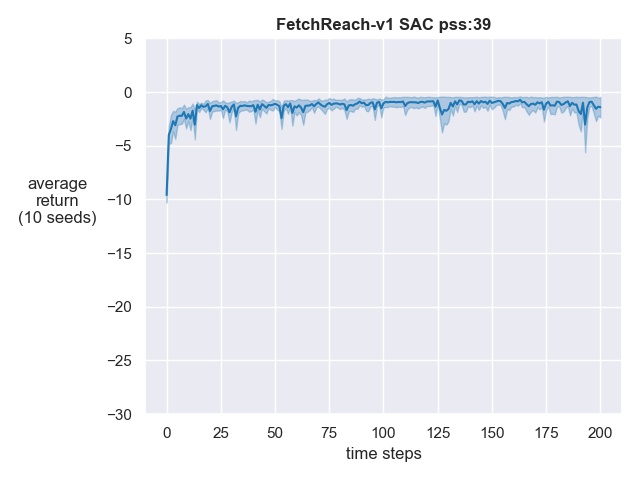 FetchReach-v1 SAC pss:39
5
0
−5
−10
−15
−20
−25
−30
average
return
(10 seeds)
0 25 50 75 100 125 150 175 200
time steps